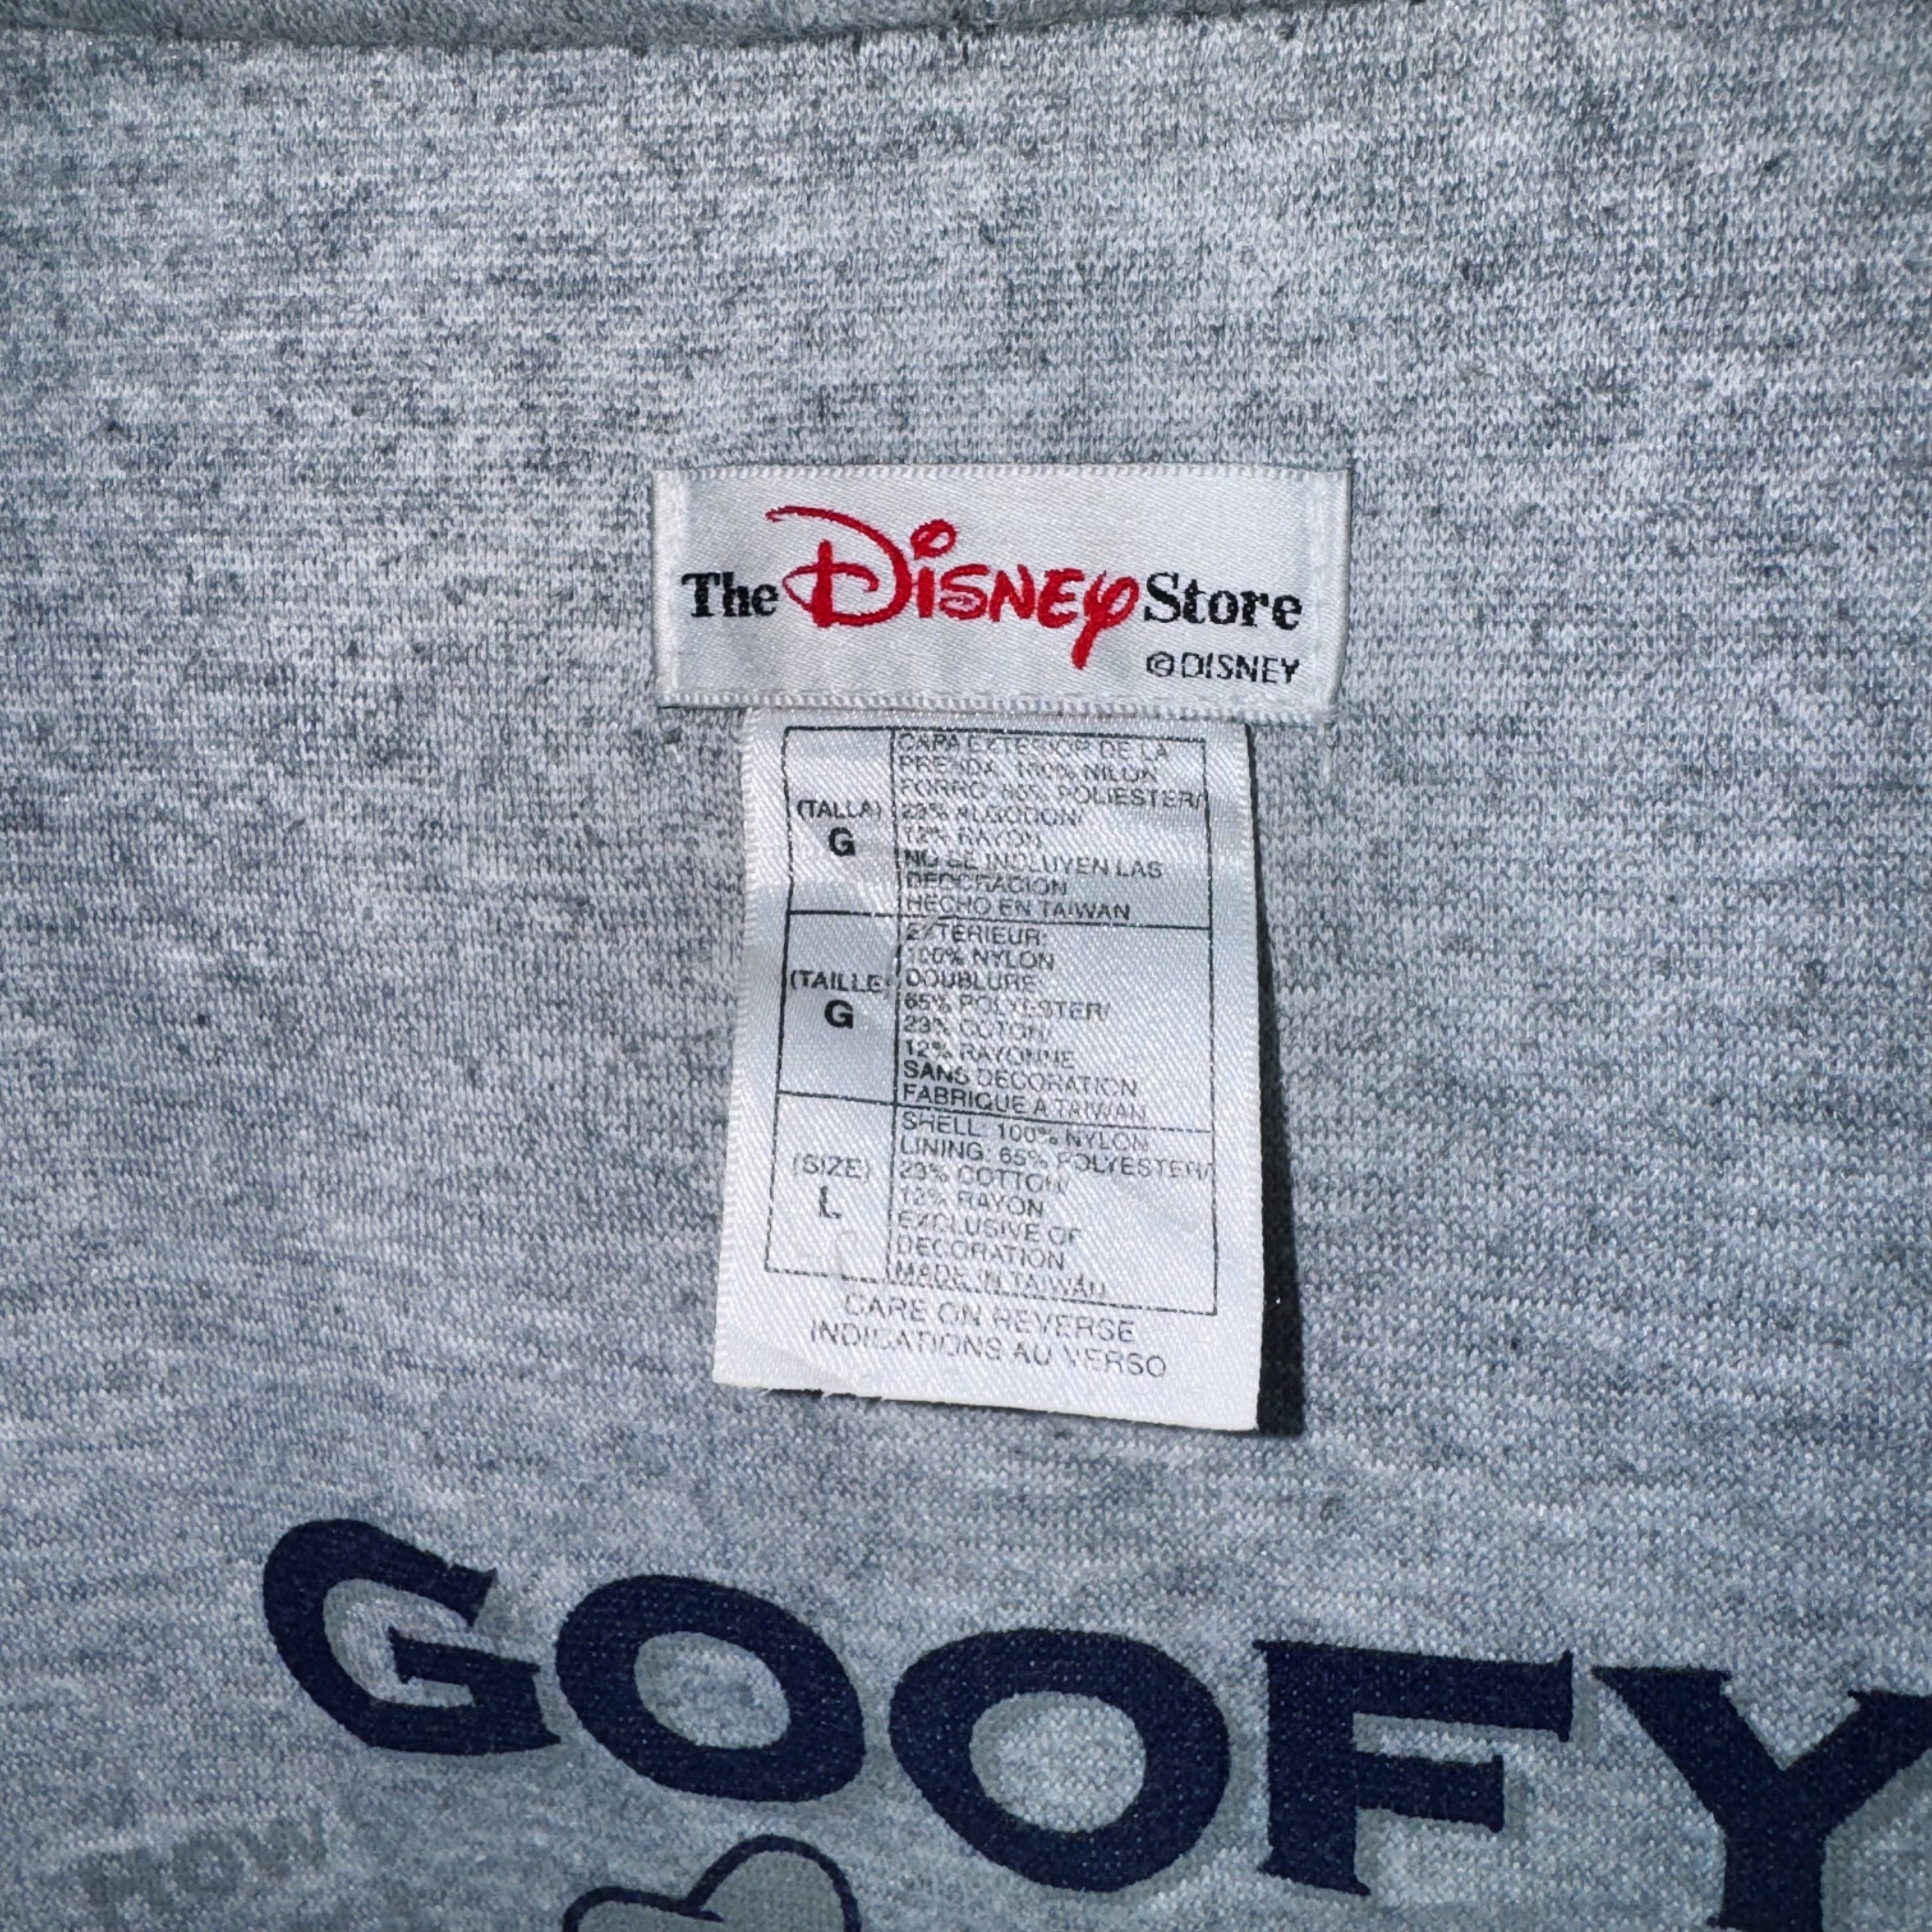 The Disney Store
© DISNEY
CAPA EXTERIOR DE LA
PRENDA: 100% NILON
FORRO: 65% POLIESTER/
(TALLA) 23% ALGODON/
G 12% RAYON
NO SE INCLUYEN LAS
DECORACION
HECHO EN TAIWAN
EXTERIEUR:
100% NYLON
(TAILLE) DOUBLURE:
65% POLYESTER/
G 23% COTON/
12% RAYONNE
SANS DECORATION
FABRIQUE A TAIWAN
SHELL: 100% NYLON
LINING: 65% POLYESTER/
(SIZE) 23% COTTON/
L 12% RAYON
EXCLUSIVE OF
DECORATION
MADE IN TAIWAN
CARE ON REVERSE
INDICATIONS AU VERSO
GOOFY